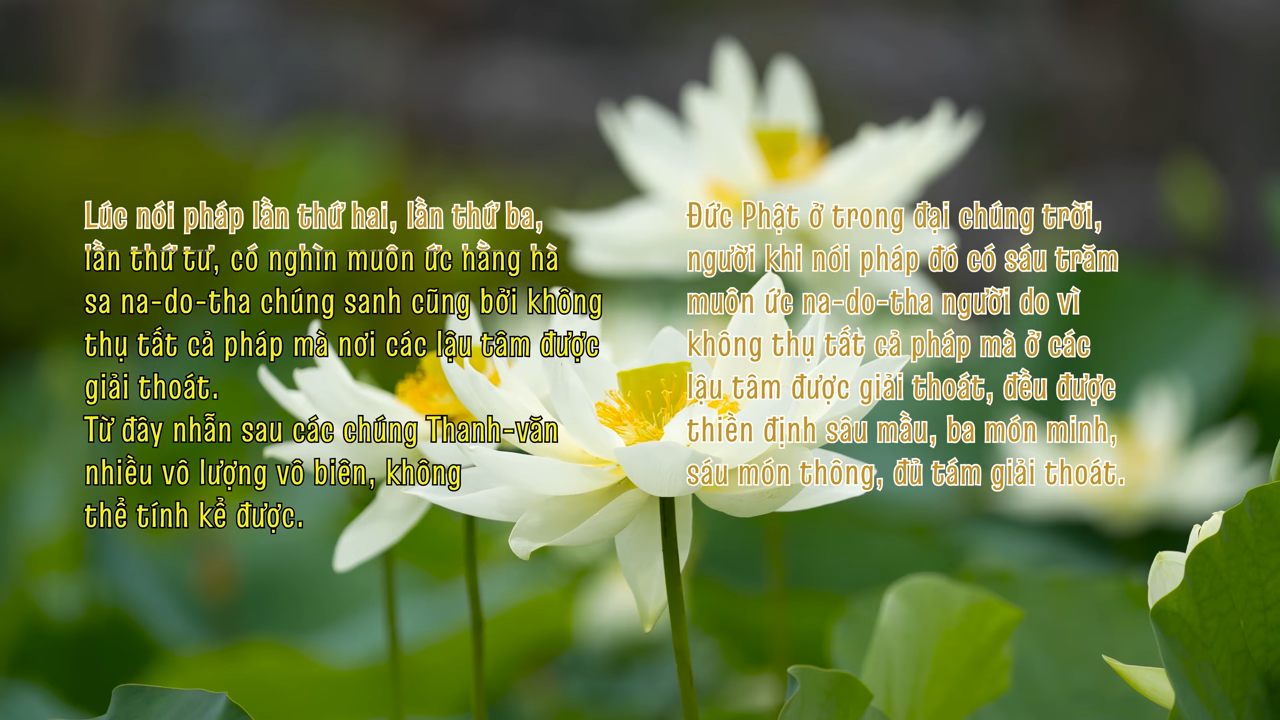 Lúc nói pháp lần thứ hai, lần thứ ba,
lần thứ tư, có nghìn muôn ức hằng hà
sa na-do-tha chúng sanh cũng bởi không
thụ tất cả pháp mà nơi các lậu tâm được
giải thoát.
Từ đây nhẫn sau các chúng Thanh-văn
nhiều vô lượng vô biên, không
thể tính kể được.
Đức Phật ở trong đại chúng trời,
người khi nói pháp đó có sáu trăm
muôn ức na-do-tha người do vì
không thụ tất cả pháp mà ở các
lậu tâm được giải thoát, đều được
thiền định sâu mầu, ba món minh,
sáu món thông, đủ tám giải thoát.